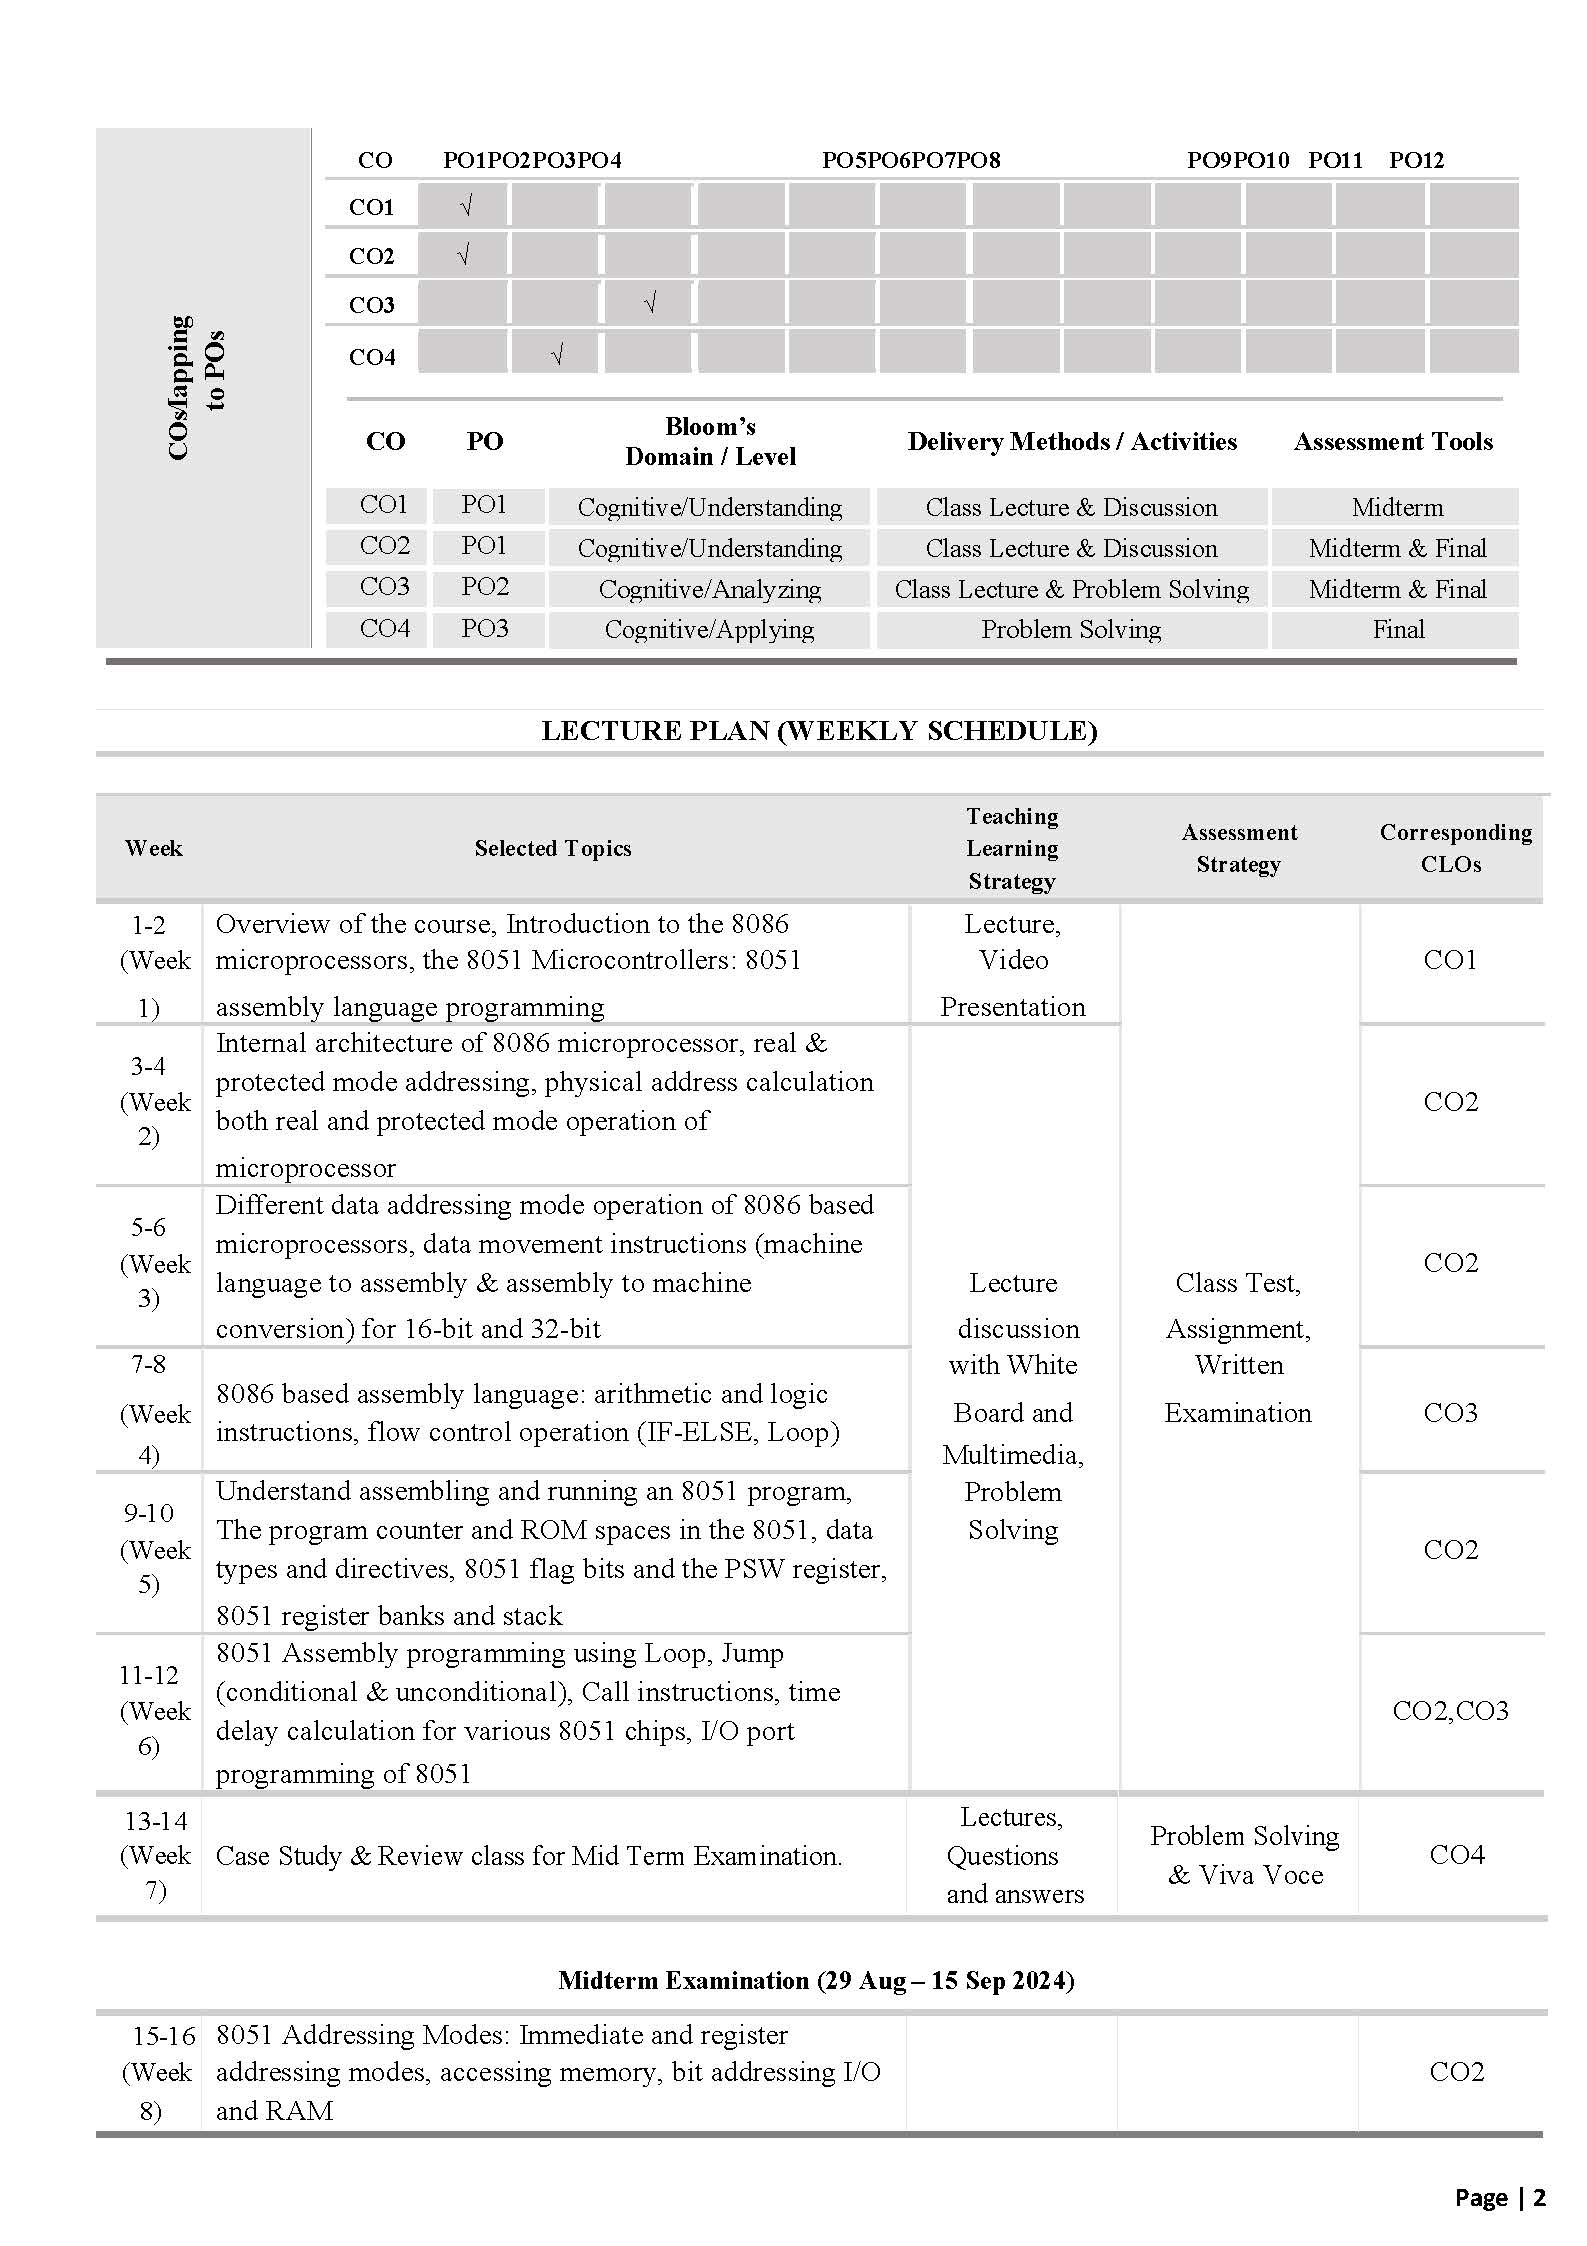 COs/lapping
to POs
CO PO1PO2PO3PO4 PO5PO6PO7PO8 PO9PO10 PO11 PO12
CO1 √
CO2 √
CO3 √
CO4 √
CO PO Bloom’s Domain / Level Delivery Methods / Activities Assessment Tools
CO1 PO1 Cognitive/Understanding Class Lecture & Discussion Midterm
CO2 PO1 Cognitive/Understanding Class Lecture & Discussion Midterm & Final
CO3 PO2 Cognitive/Analyzing Class Lecture & Problem Solving Midterm & Final
CO4 PO3 Cognitive/Applying Problem Solving Final
LECTURE PLAN (WEEKLY SCHEDULE)
Week Selected Topics Teaching Learning Strategy Assessment Strategy Corresponding CLOs
1-2
(Week
1)
Overview of the course, Introduction to the 8086
microprocessors, the 8051 Microcontrollers: 8051
assembly language programming
Lecture,
Video
Presentation
CO1
3-4
(Week
2)
Internal architecture of 8086 microprocessor, real &
protected mode addressing, physical address calculation
both real and protected mode operation of
microprocessor
CO2
5-6
(Week
3)
Different data addressing mode operation of 8086 based
microprocessors, data movement instructions (machine
language to assembly & assembly to machine
conversion) for 16-bit and 32-bit
CO2
Lecture
discussion
with White
Board and
Multimedia,
Problem
Solving
Class Test,
Assignment,
Written
Examination
7-8
(Week
4)
8086 based assembly language: arithmetic and logic
instructions, flow control operation (IF-ELSE, Loop)
CO3
9-10
(Week
5)
Understand assembling and running an 8051 program,
The program counter and ROM spaces in the 8051, data
types and directives, 8051 flag bits and the PSW register,
8051 register banks and stack
CO2
11-12
(Week
6)
8051 Assembly programming using Loop, Jump
(conditional & unconditional), Call instructions, time
delay calculation for various 8051 chips, I/O port
programming of 8051
CO2,CO3
13-14
(Week
7)
Case Study & Review class for Mid Term Examination.
Lectures,
Questions
and answers
Problem Solving
& Viva Voce
CO4
Midterm Examination (29 Aug – 15 Sep 2024)
15-16
(Week
8)
8051 Addressing Modes: Immediate and register
addressing modes, accessing memory, bit addressing I/O
and RAM
CO2
Page | 2